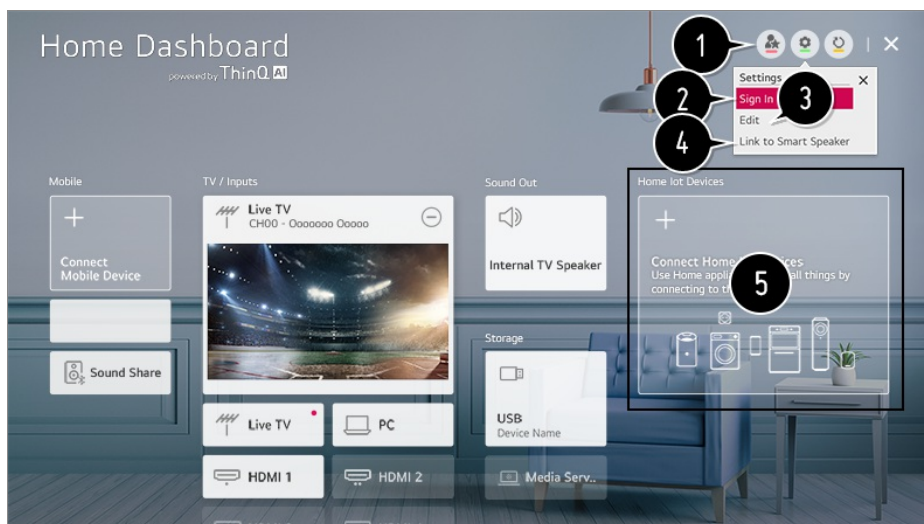 Home Dashboard
powered by ThinQ AI
1
Settings
2
Sign In
3
Edit
4
Link to Smart Speaker
Mobile
TV / Inputs
Sound Out
Home Iot Devices
Connect
Mobile Device
Live TV
CH00 - Ooooooo Ooooo
Internal TV Speaker
Connect Home
Use Home all things by
connecting to
5
Storage
Sound Share
USB
Device Name
Live TV
PC
HDMI 1
HDMI 2
Media Serv..